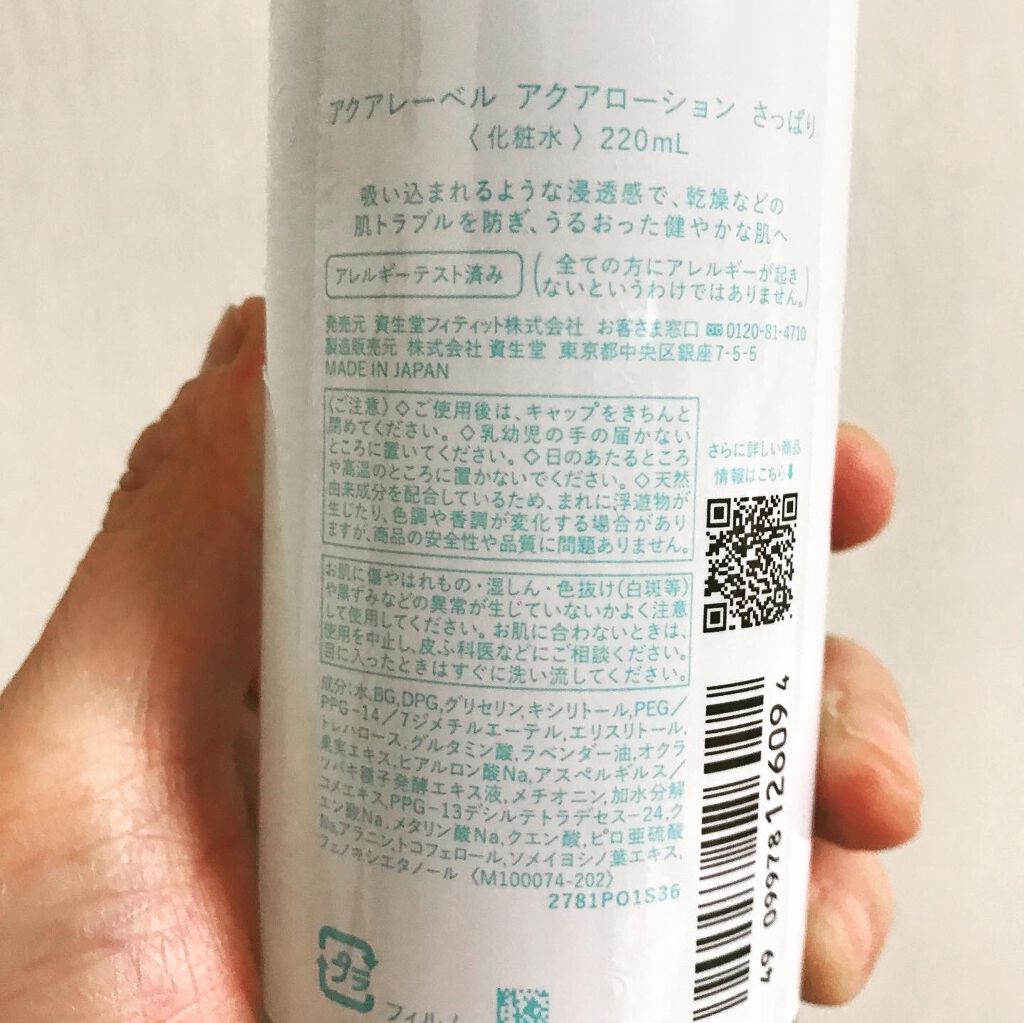 アクアレーベル アクアローション さっぱり
〈化粧水〉220mL
吸い込まれるような浸透感で、乾燥などの
肌トラブルを防ぎ、うるおった健やかな肌へ
アレルギーテスト済み
(全ての方にアレルギーが起き
ないというわけではありません。)
発売元 資生堂フィティット株式会社 お客さま窓口 0120-81-4710
製造販売元 株式会社 資生堂 東京都中央区銀座7-5-5
MADE IN JAPAN
〈ご注意〉◇ご使用後は、キャップをきちんと
閉めてください。◇乳幼児の手の届かない
ところに置いてください。◇日のあたるところ
や高温のところに置かないでください。◇天然
由来成分を配合しているため、まれに浮遊物が
生じたり、色調や香調が変化する場合があり
ますが、商品の安全性や品質に問題ありません。
お肌に傷やはれもの・湿しん・色抜け(白斑等)
や黒ずみなどの異常が生じていないかよく注意
して使用してください。お肌に合わないときは、
使用を中止し、皮ふ科医などにご相談ください。
目に入ったときはすぐに洗い流してください。
成分:水,BG,DPG,グリセリン,キシリトール,PEG/
PPG-14/7ジメチルエーテル,エリスリトール,
トレハロース,グルタミン酸,ラベンダー油,オクラ
果実エキス,ヒアルロン酸Na,アスペルギルス/
ツバキ種子発酵エキス液,メチオニン,加水分解
コメエキス,PPG-13デシルテトラデセス-24,ク
エン酸Na,メタリン酸Na,クエン酸,ピロ亜硫酸
Na,アラニン,トコフェロール,ソメイヨシノ葉エキス,
フェノキシエタノール 〈M100074-202〉
2781P01S36
さらに詳しい商品
情報はこちら⬇
49 09978 12609 4
プラ